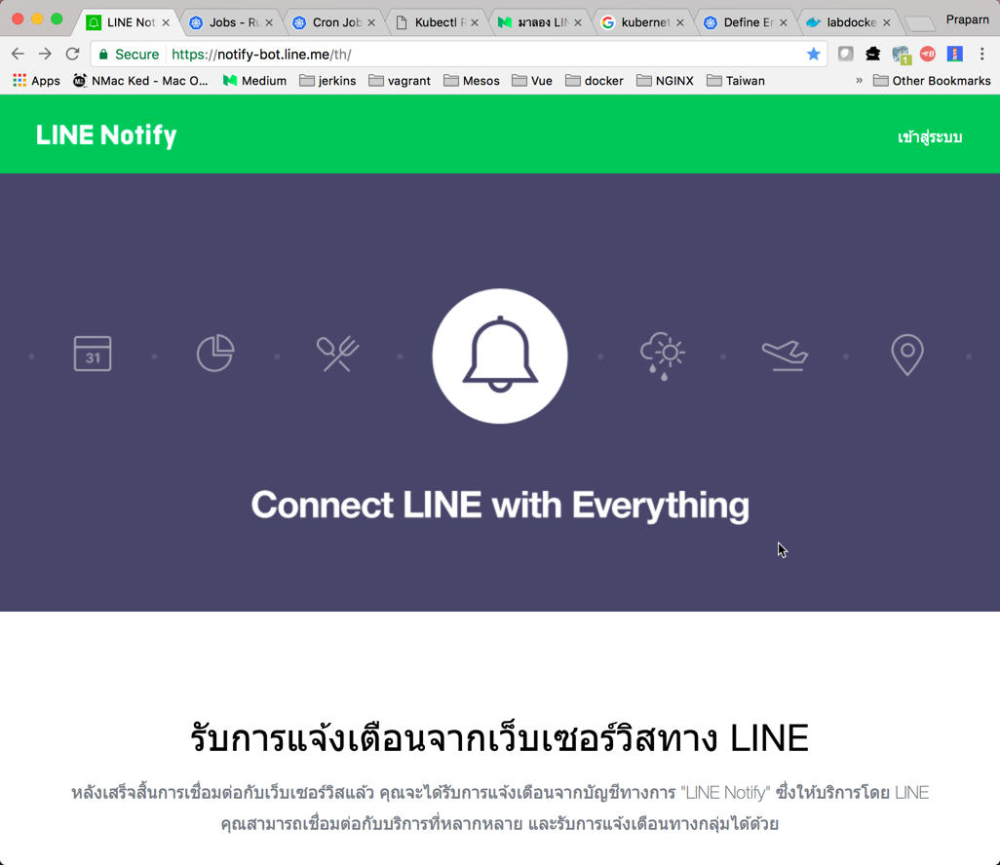 LINE Not
Jobs - Ru
Cron Job
Kubectl R
มาลอง LIN
kubernet
Define En
labdocke
Praparn
Secure
https://notify-bot.line.me/th/
1
Apps
NMac Ked - Mac O...
Medium
jerkins
vagrant
Mesos
Vue
docker
NGINX
Taiwan
»
Other Bookmarks
LINE Notify
เข้าสู่ระบบ
31
Connect LINE with Everything
รับการแจ้งเตือนจากเว็บเซอร์วิสทาง LINE
หลังเสร็จสิ้นการเชื่อมต่อกับเว็บเซอร์วิสแล้ว คุณจะได้รับการแจ้งเตือนจากบัญชีทางการ "LINE Notify" ซึ่งให้บริการโดย LINE
คุณสามารถเชื่อมต่อกับบริการที่หลากหลาย และรับการแจ้งเตือนทางกลุ่มได้ด้วย